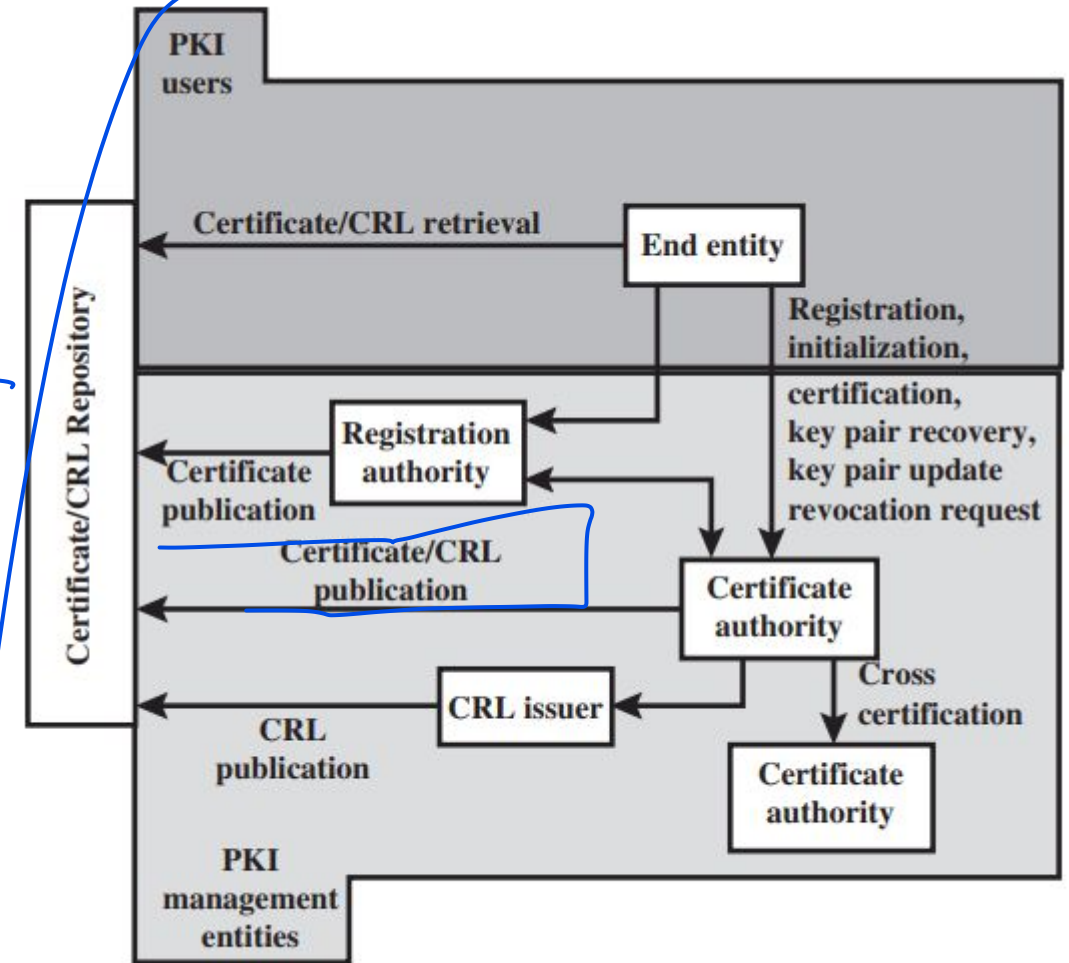 PKI
users
Certificate/CRL retrieval
End entity
Registration,
initialization,
certification,
key pair recovery,
key pair update
revocation request
Certificate/CRL Repository
Registration
authority
Certificate
publication
Certificate/CRL
publication
Certificate
authority
CRL issuer
CRL
publication
Cross
certification
Certificate
authority
PKI
management
entities